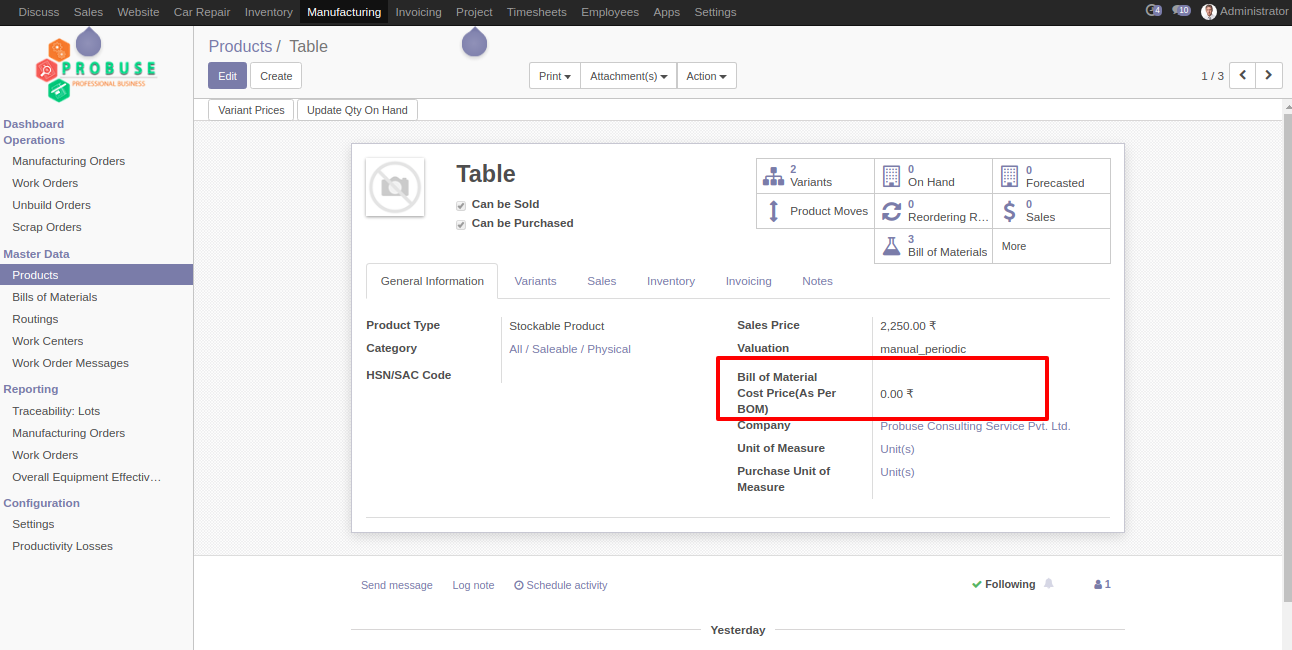 Discuss Sales Website Car Repair Inventory Manufacturing Invoicing Project Timesheets Employees Apps Settings 4 10 Administrator
PROBUSE
PROFESSIONAL BUSINESS
Products / Table
Edit Create Print Attachment(s) Action 1 / 3
Variant Prices Update Qty On Hand
Dashboard
Operations
Manufacturing Orders
Work Orders
Unbuild Orders
Scrap Orders
Master Data
Products
Bills of Materials
Routings
Work Centers
Work Order Messages
Reporting
Traceability: Lots
Manufacturing Orders
Work Orders
Overall Equipment Effectiv…
Configuration
Settings
Productivity Losses
Table
Can be Sold
Can be Purchased
2
Variants
0
On Hand
0
Forecasted
Product Moves
0
Reordering R...
$ 0
Sales
3
Bill of Materials
More
General Information Variants Sales Inventory Invoicing Notes
Product Type Stockable Product
Category All / Saleable / Physical
HSN/SAC Code
Sales Price 2,250.00 ₹
Valuation manual_periodic
Bill of Material
Cost Price(As Per 0.00 ₹
BOM)
Company Probuse Consulting Service Pvt. Ltd.
Unit of Measure Unit(s)
Purchase Unit of Unit(s)
Measure
Send message Log note Schedule activity Following 1
Yesterday